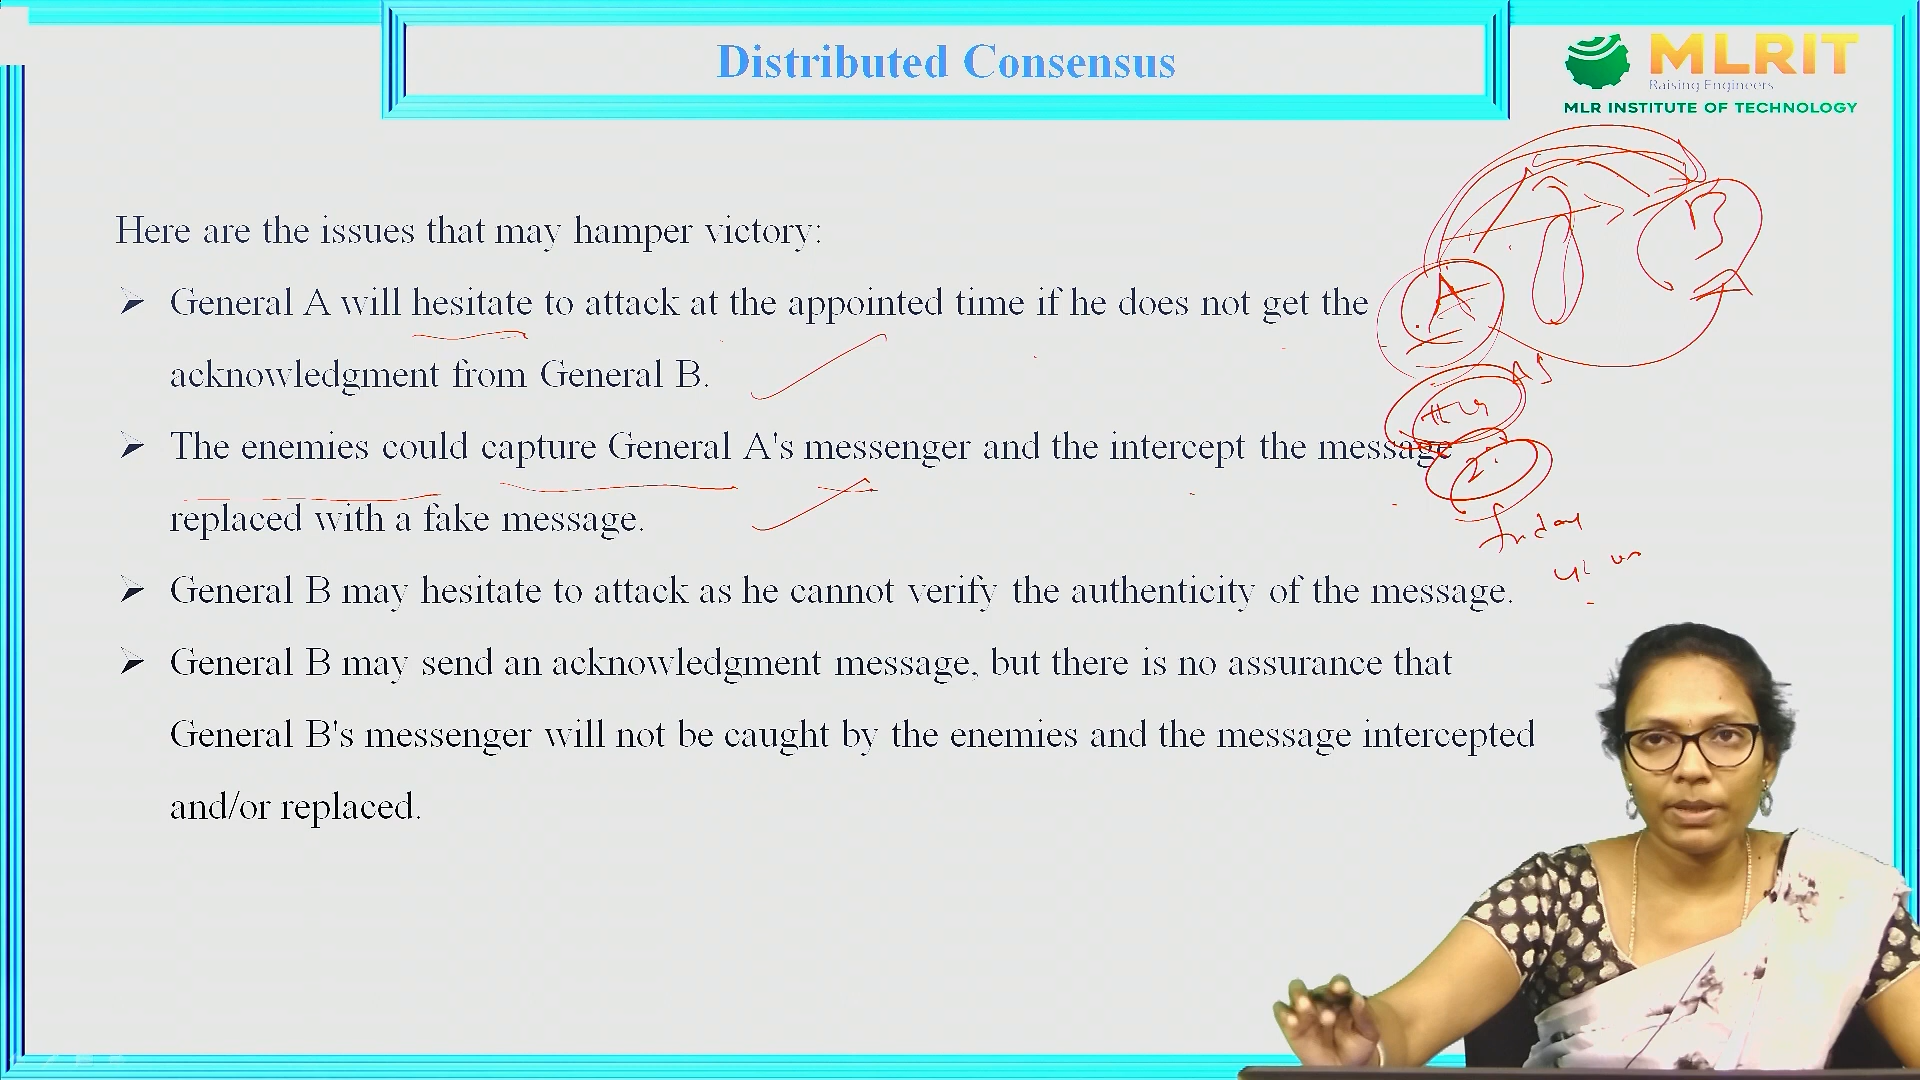 Distributed Consensus
MLRIT
Raising Engineers
MLR INSTITUTE OF TECHNOLOGY
Here are the issues that may hamper victory:
General A will hesitate to attack at the appointed time if he does not get the
acknowledgment from General B.
The enemies could capture General A's messenger and the intercept the message
replaced with a fake message.
General B may hesitate to attack as he cannot verify the authenticity of the message.
General B may send an acknowledgment message, but there is no assurance that
General B's messenger will not be caught by the enemies and the message intercepted
and/or replaced.
A
B
friday